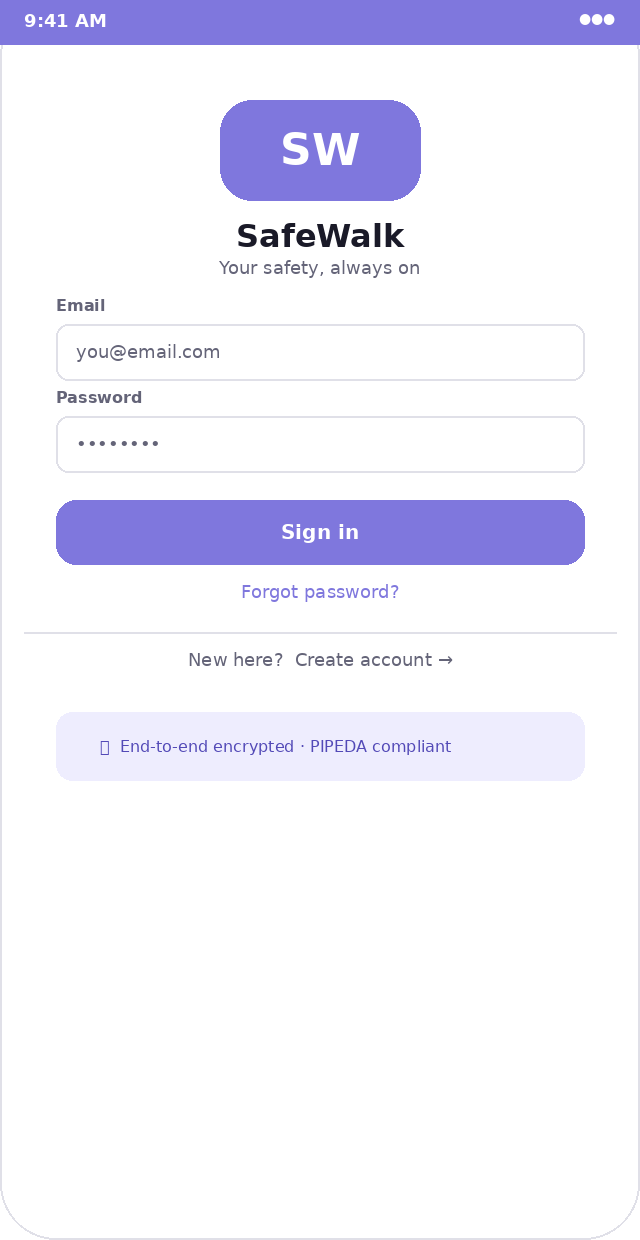 9:41 AM
SW
SafeWalk
Your safety, always on
Email
you@email.com
Password
••••••••
Sign in
Forgot password?
New here?  Create account →
End-to-end encrypted · PIPEDA compliant